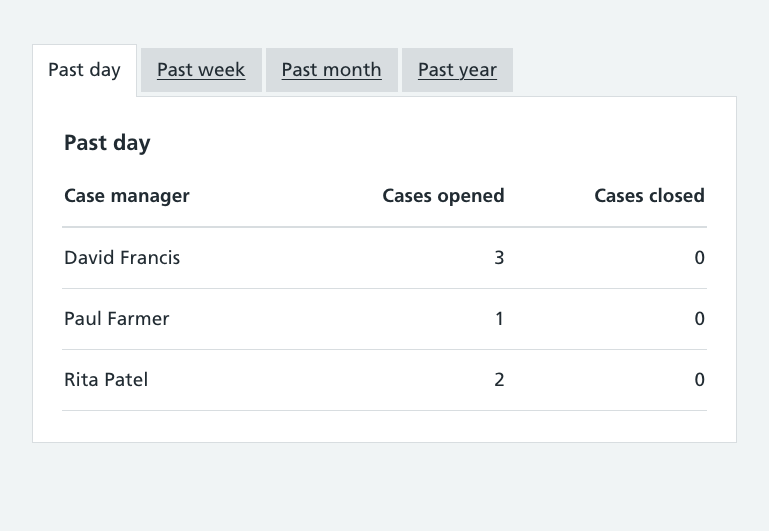 Past day Past week Past month Past year
Past day
Case manager Cases opened Cases closed
David Francis 3 0
Paul Farmer 1 0
Rita Patel 2 0